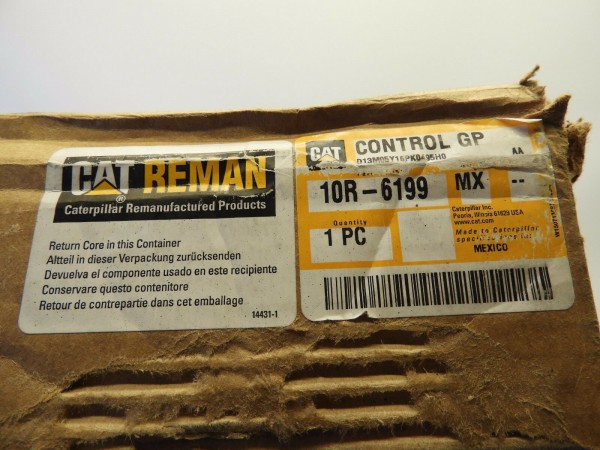 CAT REMAN
®
Caterpillar Remanufactured Products
Return Core in this Container
Altteil in dieser Verpackung zurücksenden
Devuelva el componente usado en este recipiente
Conservare questo contenitore
Retour de contrepartie dans cet emballage
14431-1
CAT CONTROL GP
AA
10R-6199 MX --
Quantity
1 PC
Caterpillar Inc.
Peoria, Illinois 61629 USA
www.cat.com
Made to Caterpillar
MEXICO